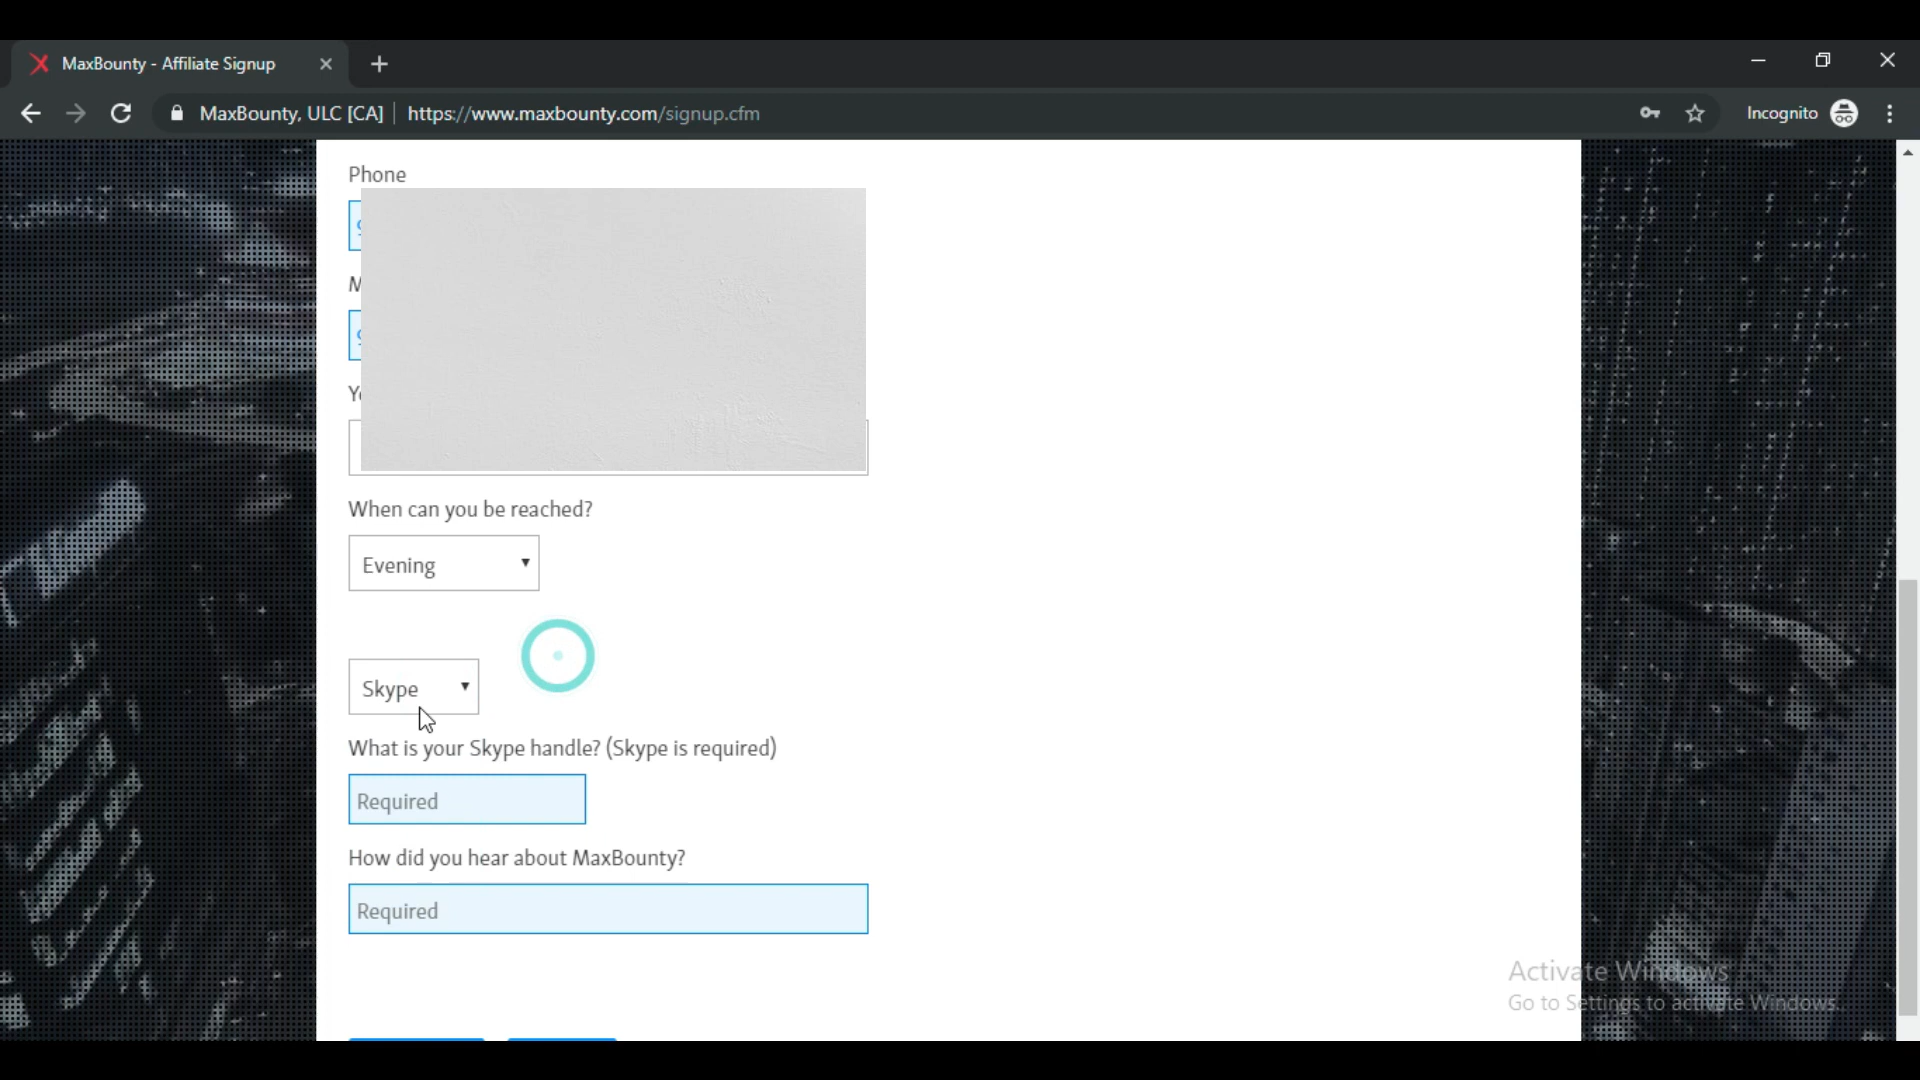 MaxBounty - Affiliate Signup
MaxBounty, ULC [CA] | https://www.maxbounty.com/signup.cfm
Incognito
Phone
When can you be reached?
Evening
Skype
What is your Skype handle? (Skype is required)
Required
How did you hear about MaxBounty?
Required
Activate Windows
Go to Settings to activate Windows.